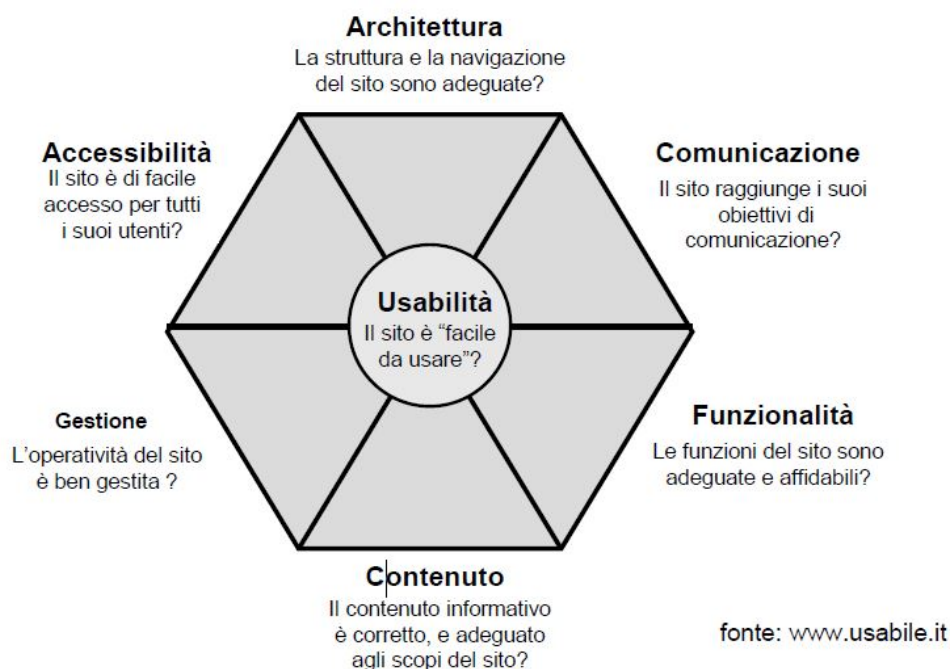 Architettura
La struttura e la navigazione
del sito sono adeguate?
Accessibilità
Il sito è di facile
accesso per tutti
i suoi utenti?
Comunicazione
Il sito raggiunge i suoi
obiettivi di
comunicazione?
Usabilità
Il sito è “facile
da usare”?
Gestione
L’operatività del sito
è ben gestita ?
Funzionalità
Le funzioni del sito sono
adeguate e affidabili?
Contenuto
Il contenuto informativo
è corretto, e adeguato
agli scopi del sito?
fonte: www.usabile.it